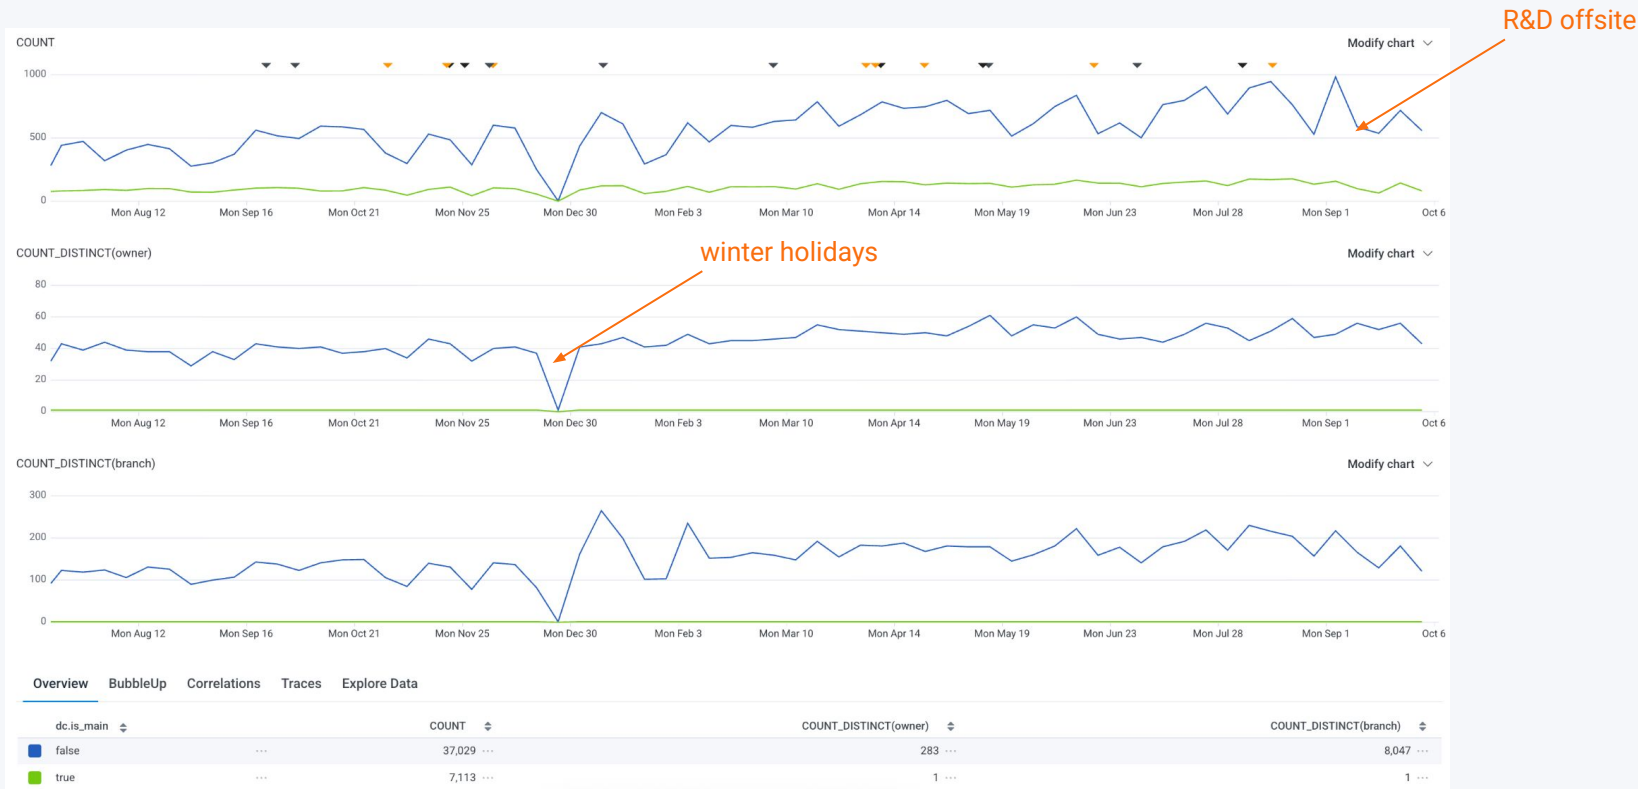 R&D offsite
COUNT
Modify chart
1000
500
0
Mon Aug 12 Mon Sep 16 Mon Oct 21 Mon Nov 25 Mon Dec 30 Mon Feb 3 Mon Mar 10 Mon Apr 14 Mon May 19 Mon Jun 23 Mon Jul 28 Mon Sep 1 Oct 6
winter holidays
COUNT_DISTINCT(owner)
Modify chart
80
60
40
20
0
Mon Aug 12 Mon Sep 16 Mon Oct 21 Mon Nov 25 Mon Dec 30 Mon Feb 3 Mon Mar 10 Mon Apr 14 Mon May 19 Mon Jun 23 Mon Jul 28 Mon Sep 1 Oct 6
COUNT_DISTINCT(branch)
Modify chart
300
200
100
0
Mon Aug 12 Mon Sep 16 Mon Oct 21 Mon Nov 25 Mon Dec 30 Mon Feb 3 Mon Mar 10 Mon Apr 14 Mon May 19 Mon Jun 23 Mon Jul 28 Mon Sep 1 Oct 6
Overview BubbleUp Correlations Traces Explore Data
dc.is_main COUNT COUNT_DISTINCT(owner) COUNT_DISTINCT(branch)
false ... 37,029 ... 283 ... 8,047 ...
true ... 7,113 ... 1 ... 1 ...